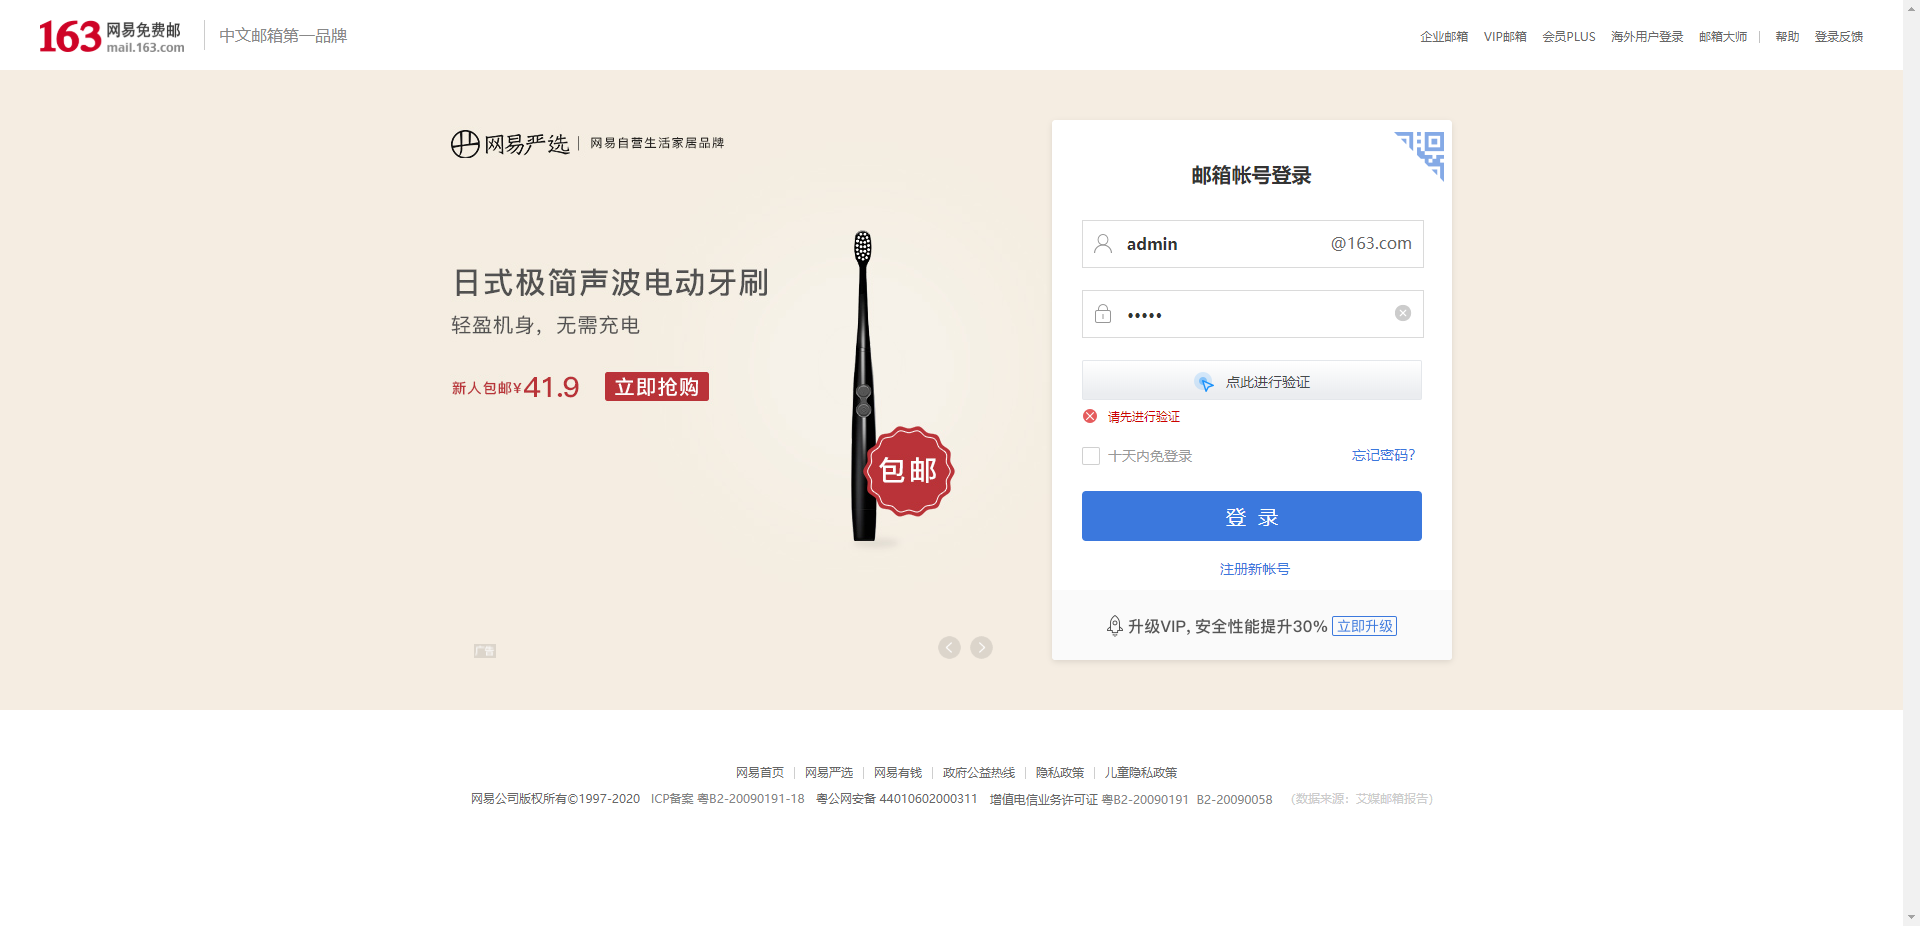 163 网易免费邮
mail.163.com
中文邮箱第一品牌
企业邮箱 VIP邮箱 会员PLUS 海外用户登录 邮箱大师 | 帮助 登录反馈
网易严选 | 网易自营生活家居品牌
日式极简声波电动牙刷
轻盈机身，无需充电
新人包邮¥41.9 立即抢购
包邮
广告
邮箱帐号登录
admin @163.com
•••••
点此进行验证
请先进行验证
十天内免登录 忘记密码?
登 录
注册新帐号
升级VIP, 安全性能提升30% 立即升级
网易首页 | 网易严选 | 网易有钱 | 政府公益热线 | 隐私政策 | 儿童隐私政策
网易公司版权所有©1997-2020 ICP备案 粤B2-20090191-18 粤公网安备 44010602000311 增值电信业务许可证 粤B2-20090191 B2-20090058 （数据来源：艾媒邮箱报告）